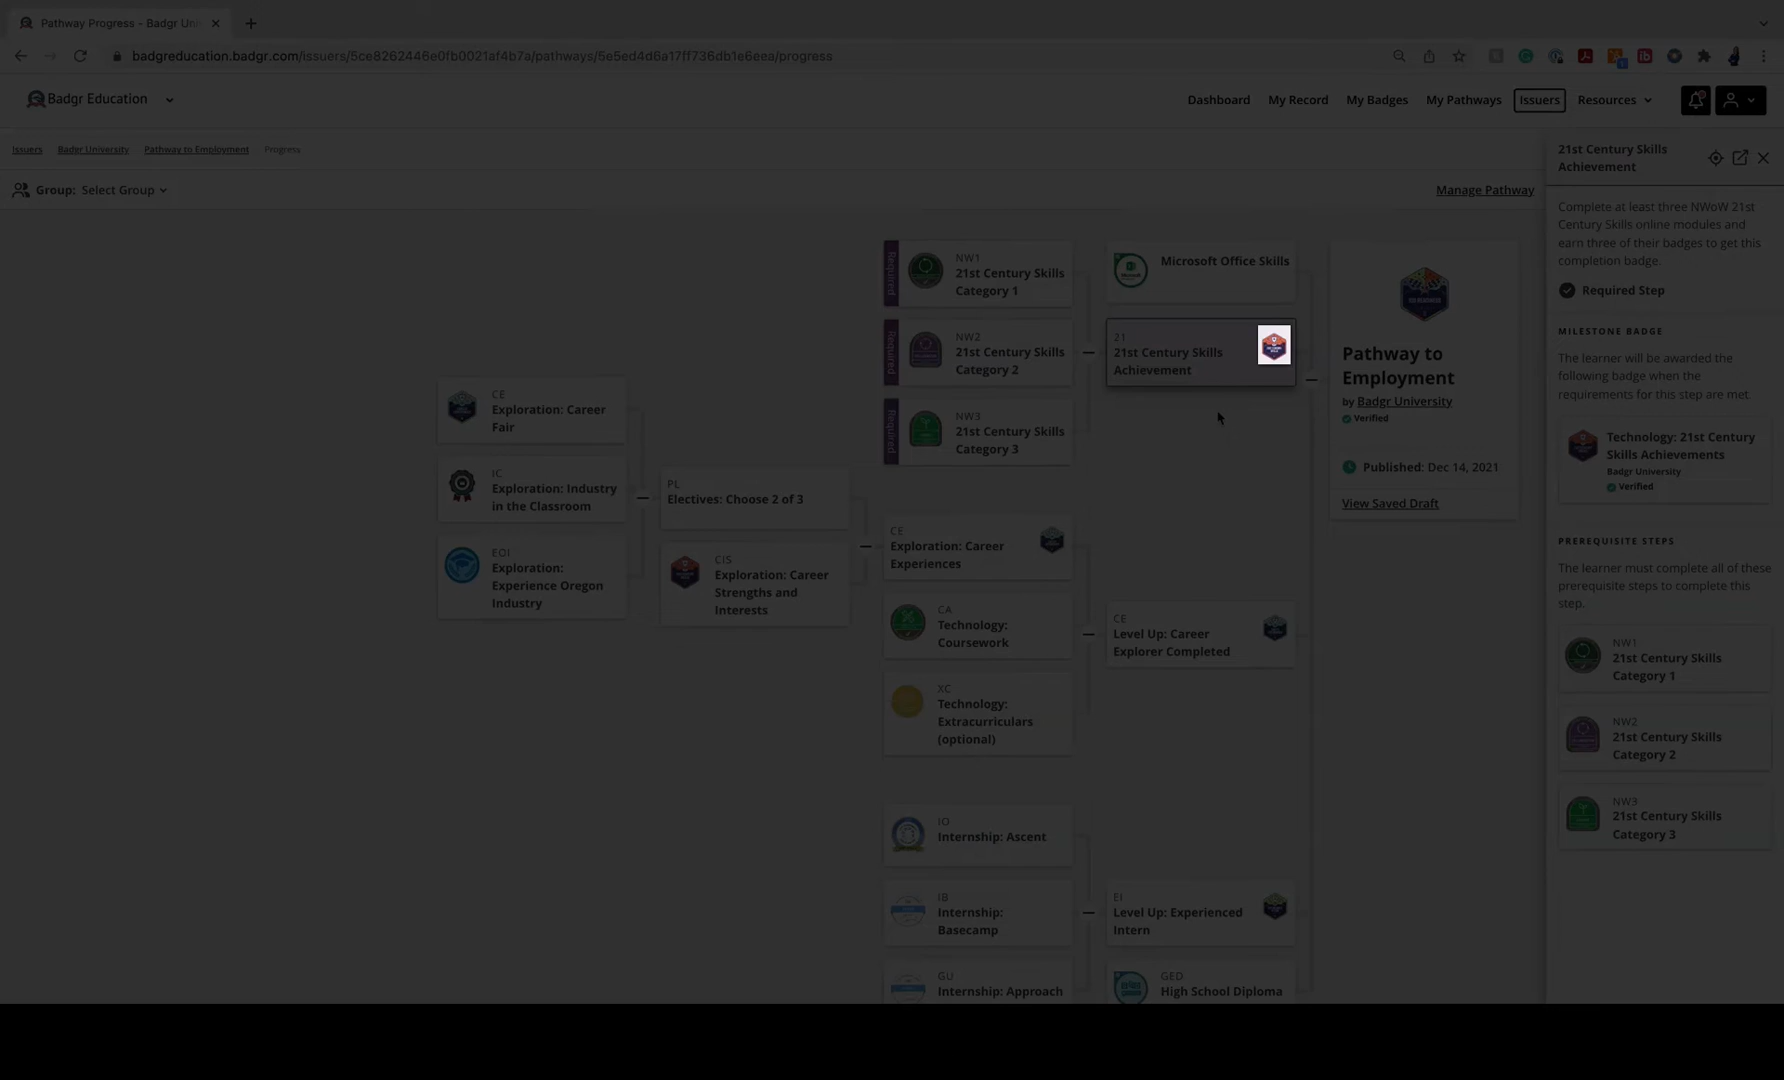 Pathway Progress - Badgr Uni
badgreducation.badgr.com/issuers/5ce8262446e0fb0021af4b7a/pathways/5e5ed4d6a17ff736db1e6eea/progress
Badgr Education
Dashboard My Record My Badges My Pathways Issuers Resources
Issuers Badgr University Pathway to Employment Progress
Group: Select Group
Manage Pathway
Required
NW1
21st Century Skills
Category 1
Required
NW2
21st Century Skills
Category 2
Required
NW3
21st Century Skills
Category 3
Microsoft Office Skills
21
21st Century Skills
Achievement
Pathway to
Employment
by Badgr University
Verified
Published: Dec 14, 2021
View Saved Draft
CE
Exploration: Career
Fair
IC
Exploration: Industry
in the Classroom
EOI
Exploration:
Experience Oregon
Industry
PL
Electives: Choose 2 of 3
CIS
Exploration: Career
Strengths and
Interests
CE
Exploration: Career
Experiences
CA
Technology:
Coursework
XC
Technology:
Extracurriculars
(optional)
CE
Level Up: Career
Explorer Completed
IO
Internship: Ascent
IB
Internship:
Basecamp
GU
Internship: Approach
EI
Level Up: Experienced
Intern
GED
High School Diploma
21st Century Skills
Achievement
Complete at least three NWoW 21st
Century Skills online modules and
earn three of their badges to get this
completion badge.
Required Step
MILESTONE BADGE
The learner will be awarded the
following badge when the
requirements for this step are met
Technology: 21st Century
Skills Achievements
Badgr University
Verified
PREREQUISITE STEPS
The learner must complete all of these
prerequisite steps to complete this
step.
NW1
21st Century Skills
Category 1
NW2
21st Century Skills
Category 2
NW3
21st Century Skills
Category 3